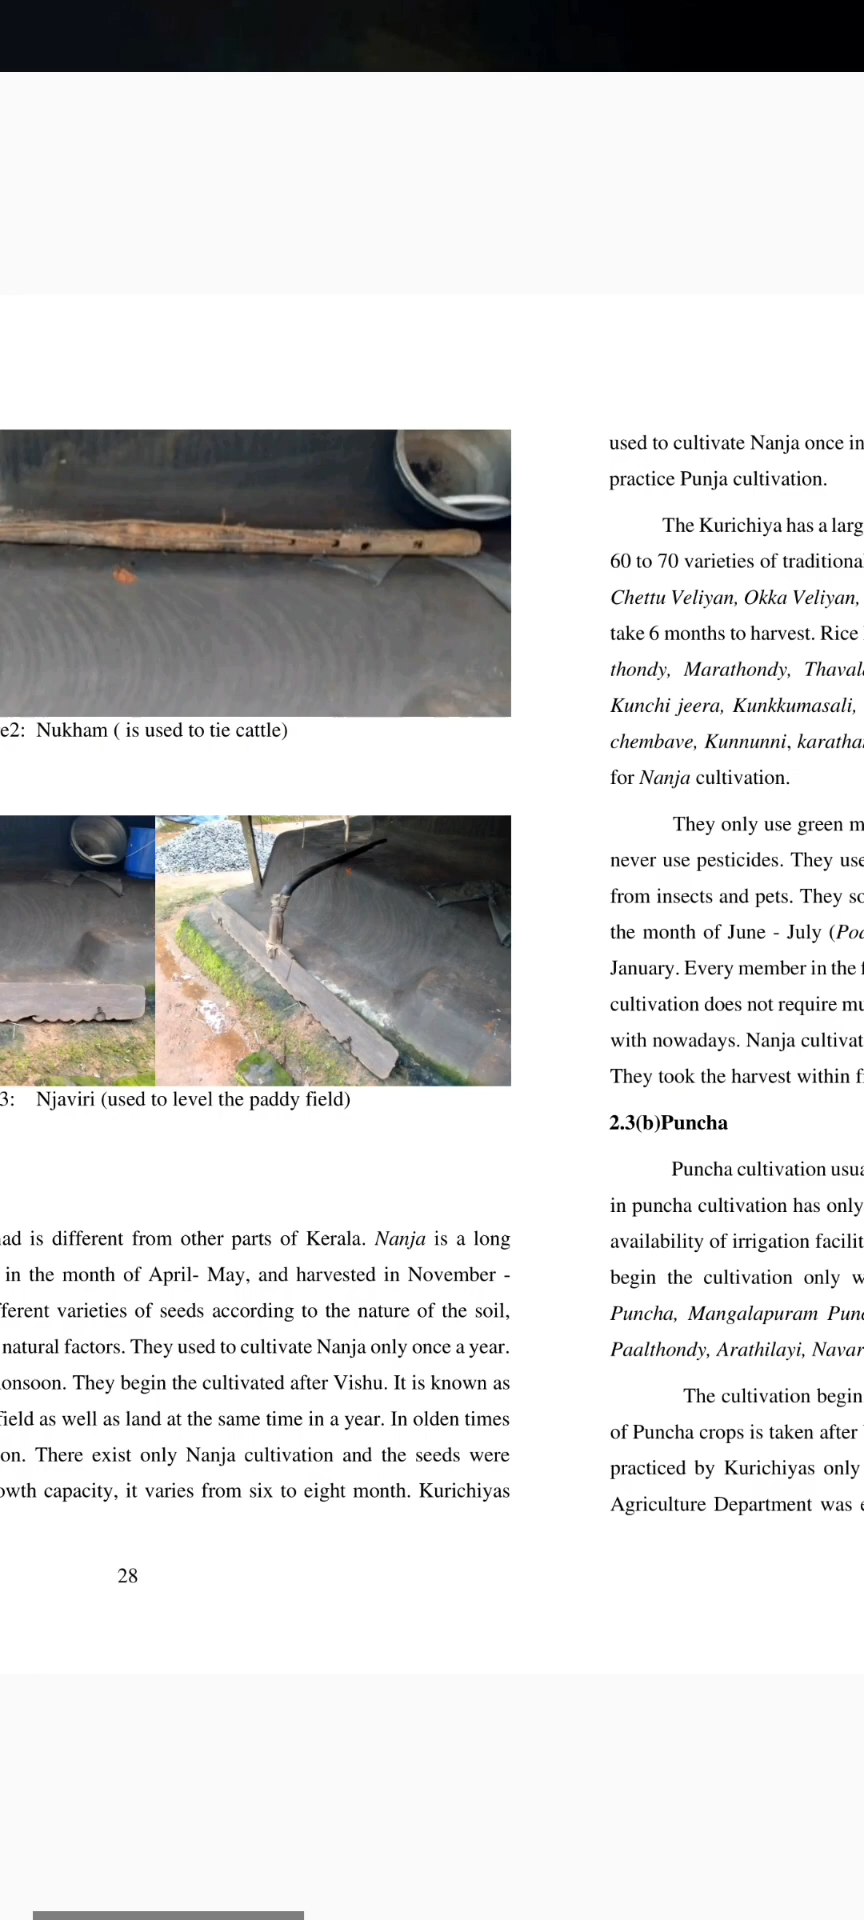 e2: Nukham ( is used to tie cattle)
3: Njaviri (used to level the paddy field)
is different from other parts of Kerala. Nanja is a long
in the month of April- May, and harvested in November -
varieties of seeds according to the nature of the soil,
natural factors. They used to cultivate Nanja only once a year.
They begin the cultivated after Vishu. It is known as
field as well as land at the same time in a year. In olden times
There exist only Nanja cultivation and the seeds were
capacity, it varies from six to eight month. Kurichiyas
28
used to cultivate Nanja once in
practice Punja cultivation.
The Kurichiya has a larg
60 to 70 varieties of traditiona
Chettu Veliyan, Okka Veliyan,
take 6 months to harvest. Rice
thondy, Marathondy, Thaval
Kunchi jeera, Kunkkumasali,
chembave, Kunnunni, karatha
for Nanja cultivation.
They only use green m
never use pesticides. They use
from insects and pets. They so
the month of June - July (Po
January. Every member in the
cultivation does not require mu
with nowadays. Nanja cultivat
They took the harvest within f
2.3(b)Puncha
Puncha cultivation usua
in puncha cultivation has only
availability of irrigation facilit
begin the cultivation only w
Puncha, Mangalapuram Pun
Paalthondy, Arathilayi, Navar
The cultivation begin
of Puncha crops is taken after
practiced by Kurichiyas only
Agriculture Department was e